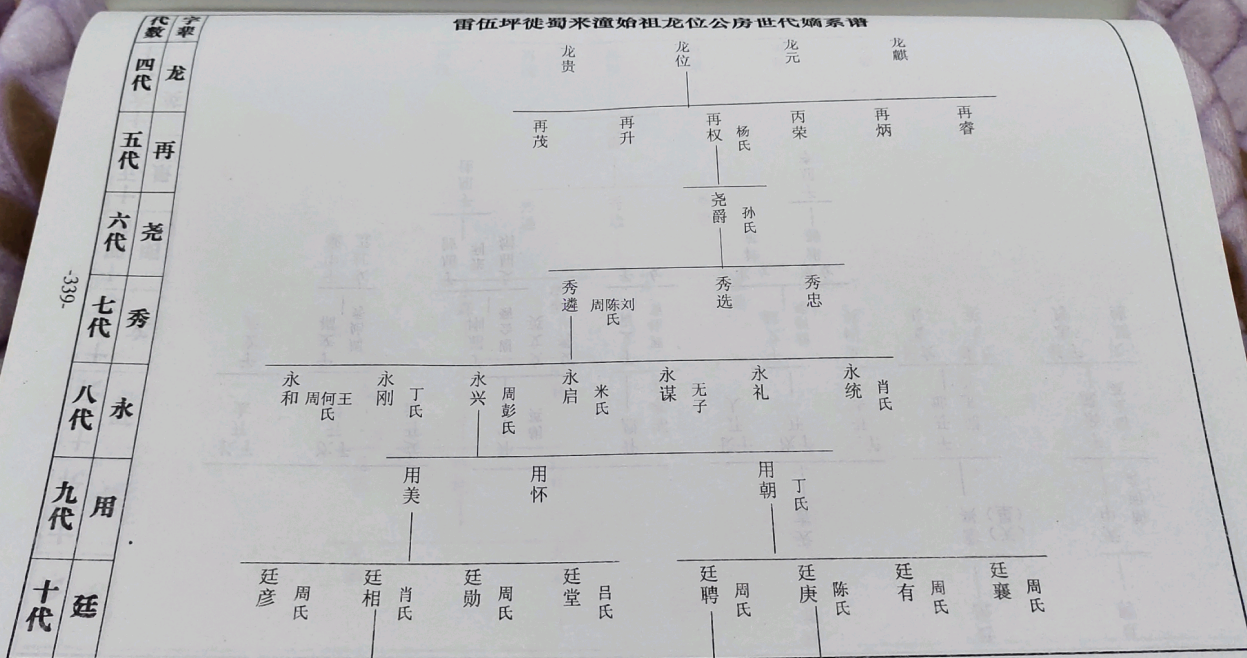 雷伍坪徙蜀来潼始祖龙位公房世代嫡系谱
代数 字辈
四代 龙
龙贵 龙位 龙元 龙麒
五代 再
再茂 再升 再权 杨氏 丙荣 再炳 再睿
六代 尧
尧爵 孙氏
七代 秀
秀遴 周陈刘氏 秀选 秀忠
八代 永
永和 周何王氏 永刚 丁氏 永兴 周彭氏 永启 米氏 永谋 无子 永礼 永统 肖氏
九代 用
用美 用怀 用朝 丁氏
十代 廷
廷彦 周氏 廷相 肖氏 廷勋 周氏 廷堂 吕氏 廷聘 周氏 廷庚 陈氏 廷有 周氏 廷襄 周氏
-339-